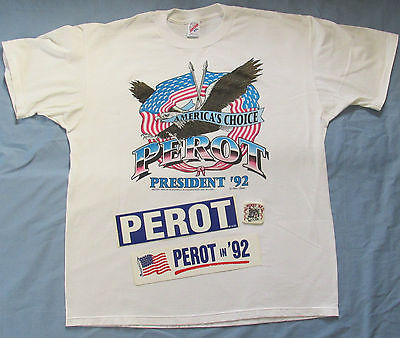 AMERICA'S CHOICE
PEROT
PRESIDENT '92
PEROT
PEROT in '92